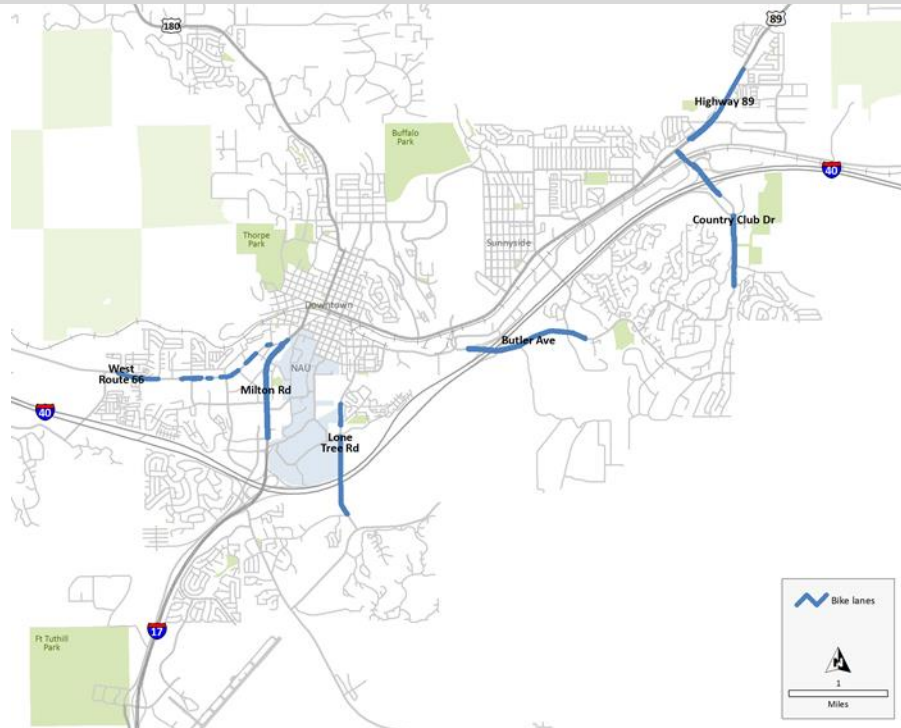 180
89
Highway 89
Buffalo
Park
40
Country Club Dr
Thorpe
Park
Sunnyside
Downtown
Butler Ave
West
Route 66
NAU
Milton Rd
40
Lone
Tree Rd
Bike lanes
17
Ft Tuthill
Park
1
Miles